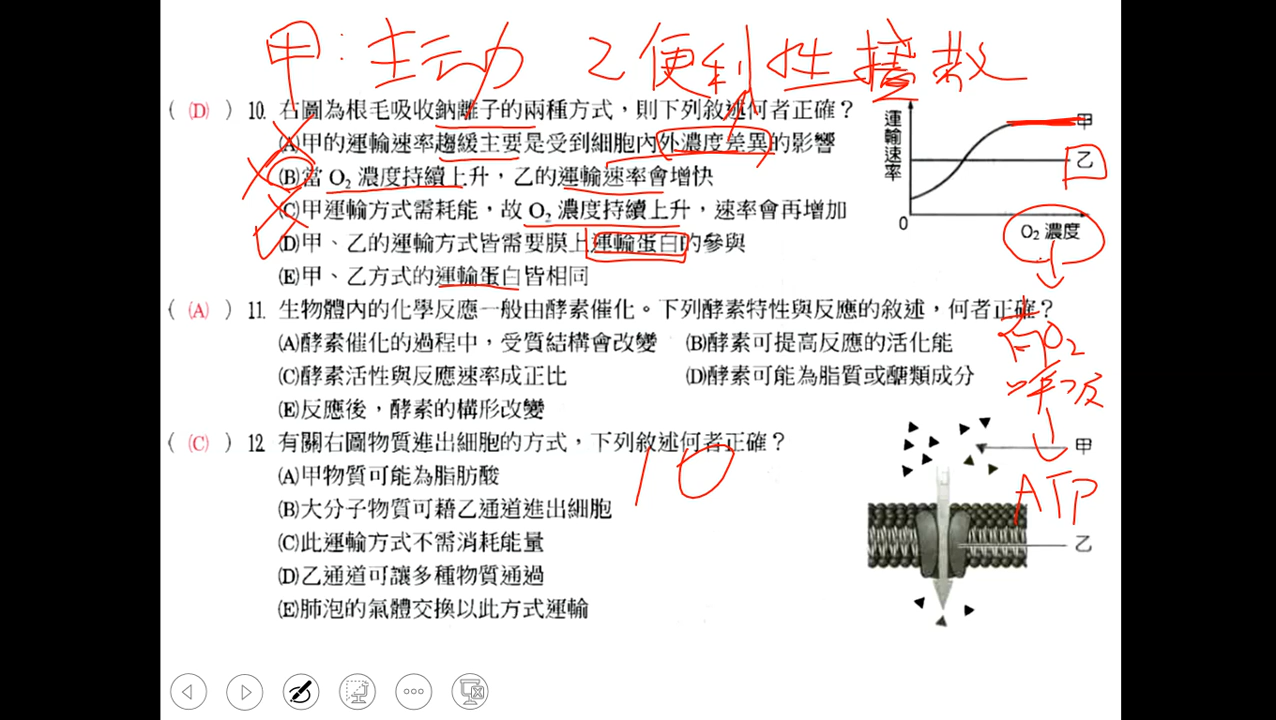 甲:主动 乙便利性擴散
(D) 10. 右圖為根毛吸收鈉離子的兩種方式，則下列敘述何者正確？
(A)甲的運輸速率趨緩主要是受到細胞內外濃度差異的影響
(B)當 O₂ 濃度持續上升，乙的運輸速率會增快
(C)甲運輸方式需耗能，故 O₂ 濃度持續上升，速率會再增加
(D)甲、乙的運輸方式皆需要膜上運輸蛋白的參與
(E)甲、乙方式的運輸蛋白皆相同
運輸速率
甲
乙
0
O₂ 濃度
有O₂
呼吸
ATP
(A) 11. 生物體內的化學反應一般由酵素催化。下列酵素特性與反應的敘述，何者正確？
(A)酵素催化的過程中，受質結構會改變 (B)酵素可提高反應的活化能
(C)酵素活性與反應速率成正比 (D)酵素可能為脂質或醣類成分
(E)反應後，酵素的構形改變
(C) 12. 有關右圖物質進出細胞的方式，下列敘述何者正確？
(A)甲物質可能為脂肪酸
(B)大分子物質可藉乙通道進出細胞
(C)此運輸方式不需消耗能量
(D)乙通道可讓多種物質通過
(E)肺泡的氣體交換以此方式運輸
10
甲
乙